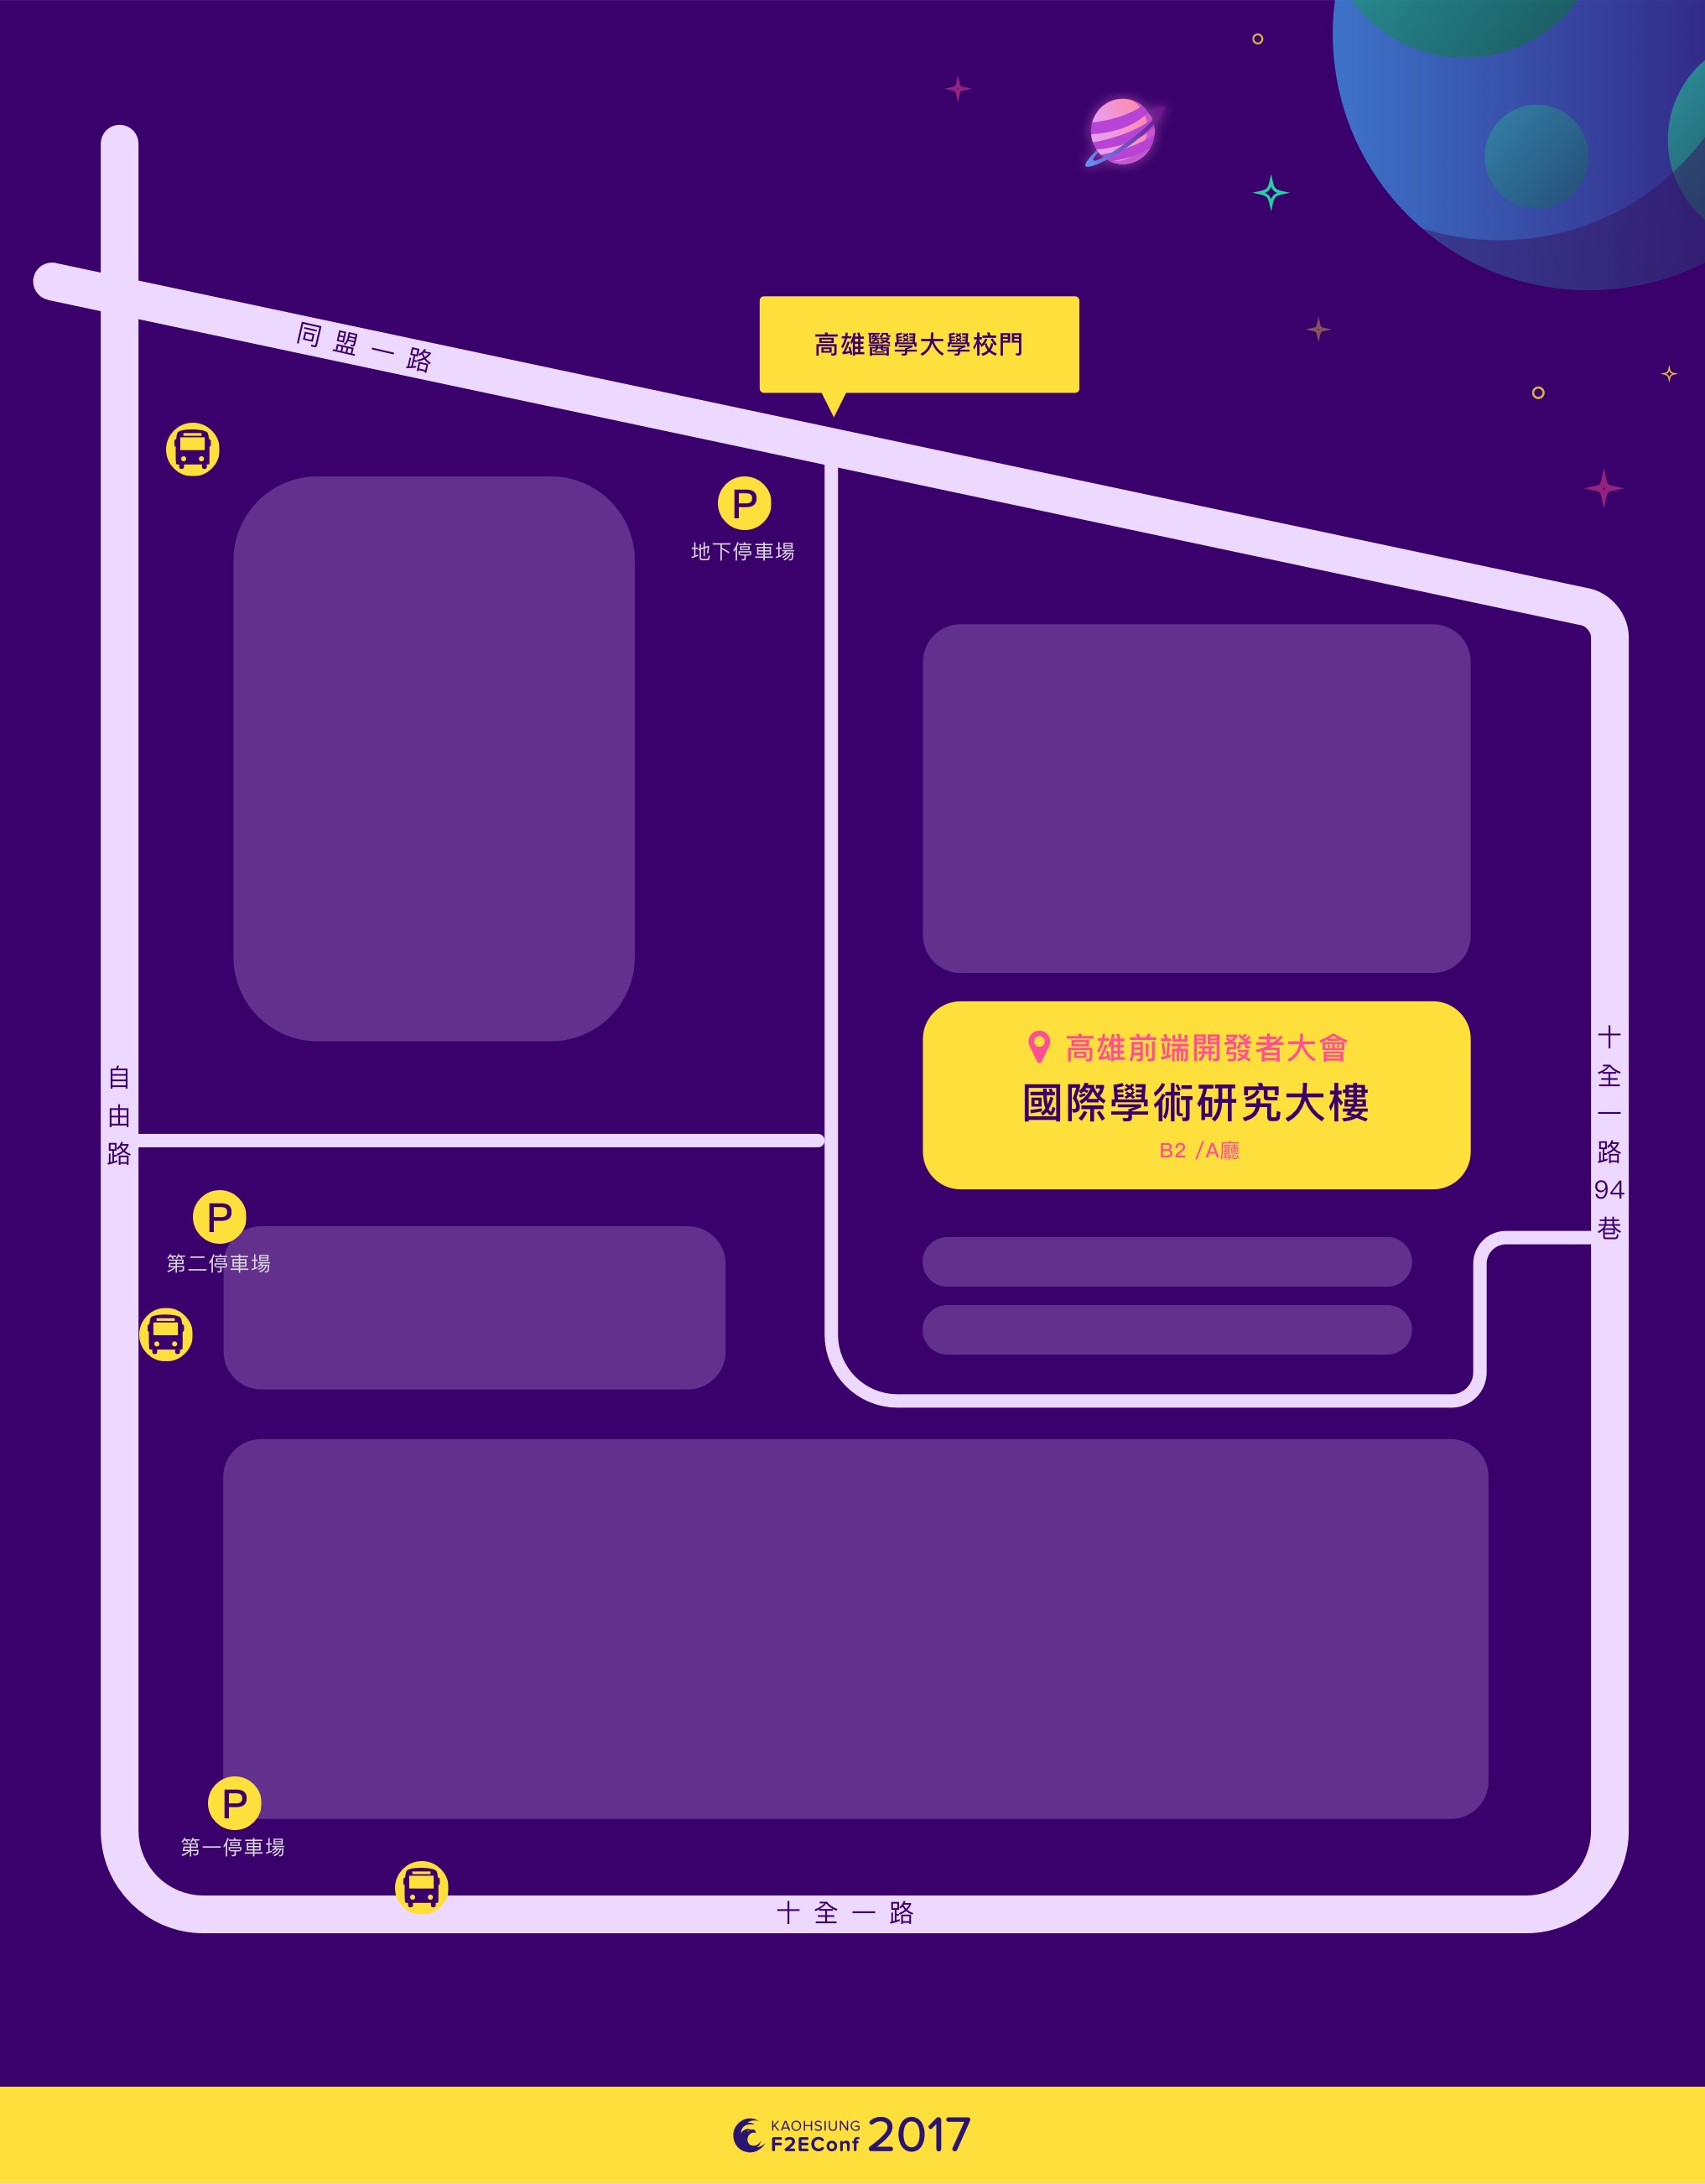 同盟一路
高雄醫學大學校門
P
地下停車場
高雄前端開發者大會
國際學術研究大樓
B2 /A廳
自由路
十全一路94巷
P
第二停車場
P
第一停車場
十全一路
KAOHSIUNG
F2EConf
2017